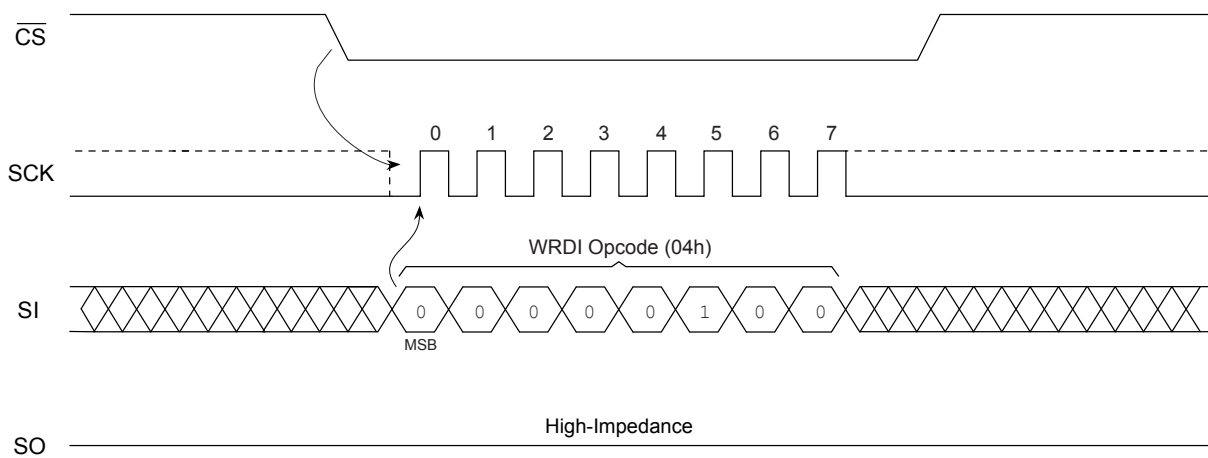 CS
0 1 2 3 4 5 6 7
SCK
WRDI Opcode (04h)
SI
0 0 0 0 0 1 0 0
MSB
High-Impedance
SO